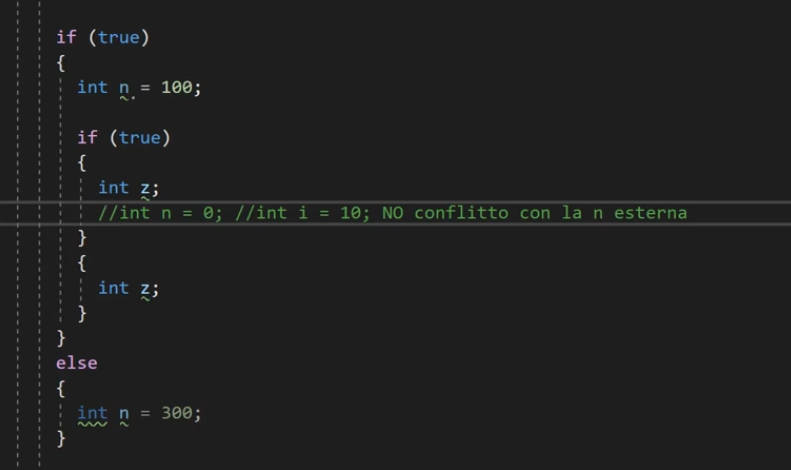 if (true)
{
int n = 100;
if (true)
{
int z;
//int n = 0; //int i = 10; NO conflitto con la n esterna
}
{
int z;
}
}
else
{
int n = 300;
}